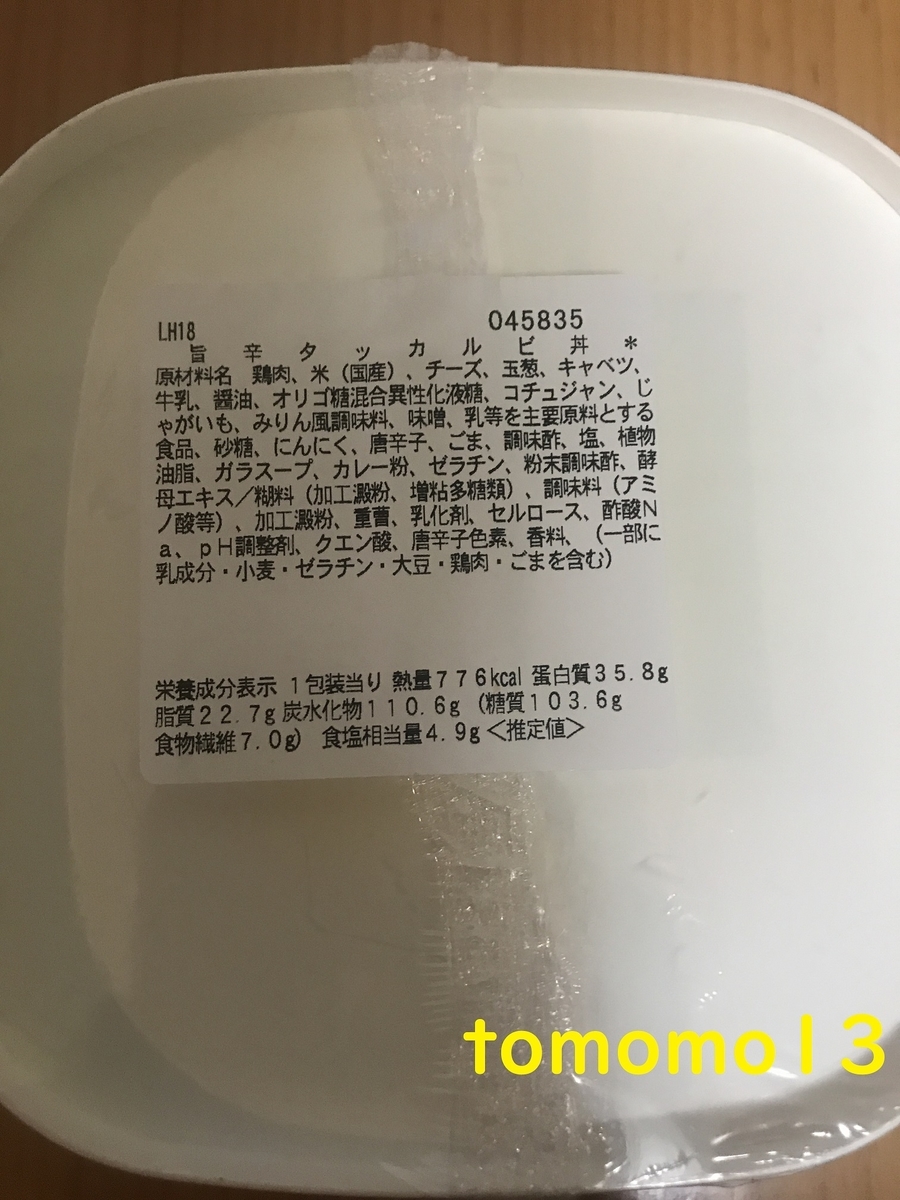 LH18 045835
旨辛タッカルビ丼*
原材料名 鶏肉、米(国産)、チーズ、玉葱、キャベツ、
牛乳、醤油、オリゴ糖混合異性化液糖、コチュジャン、じ
ゃがいも、みりん風調味料、味噌、乳等を主要原料とする
食品、砂糖、にんにく、唐辛子、ごま、調味酢、塩、植物
油脂、ガラスープ、カレー粉、ゼラチン、粉末調味酢、酵
母エキス/糊料(加工澱粉、増粘多糖類)、調味料(アミ
ノ酸等)、加工澱粉、重曹、乳化剤、セルロース、酢酸N
a、pH調整剤、クエン酸、唐辛子色素、香料、(一部に
乳成分・小麦・ゼラチン・大豆・鶏肉・ごまを含む)
栄養成分表示 1包装当り 熱量776kcal 蛋白質35.8g
脂質22.7g 炭水化物110.6g (糖質103.6g
食物繊維7.0g) 食塩相当量4.9g<推定値>
tomomo13